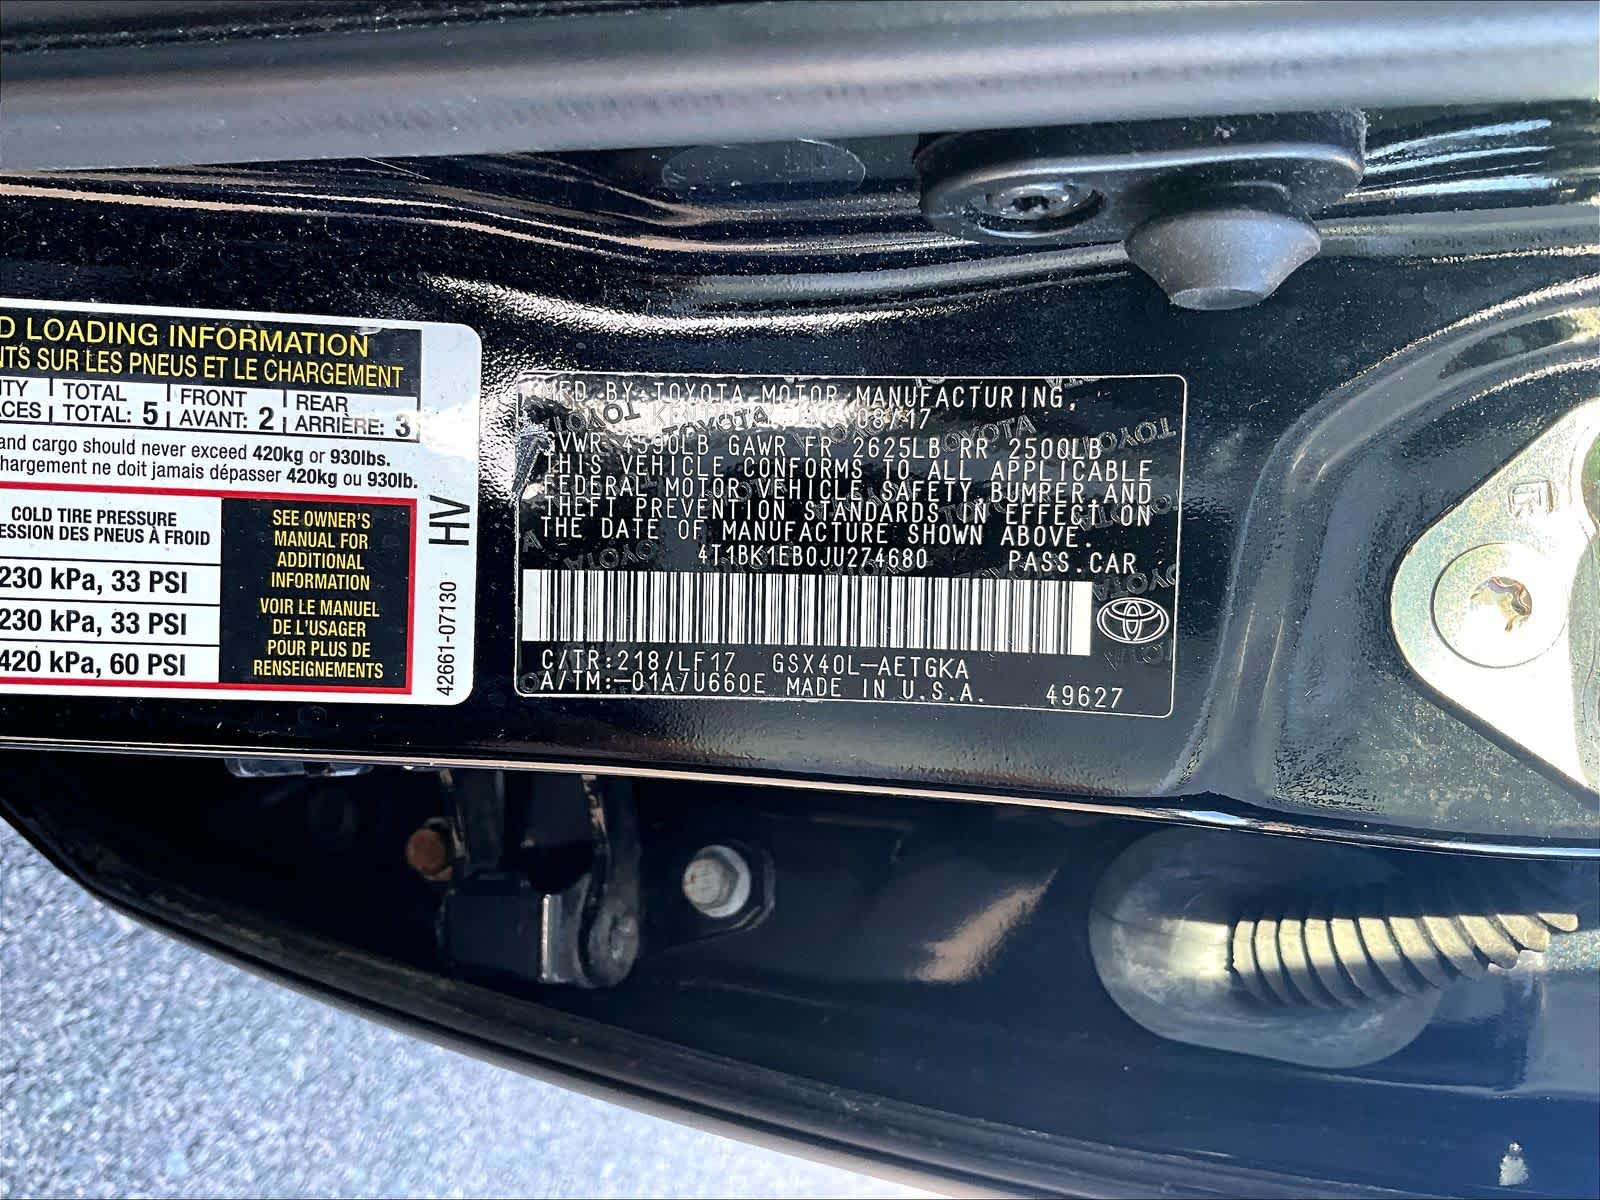 D LOADING INFORMATION
NTS SUR LES PNEUS ET LE CHARGEMENT
ITY TOTAL FRONT REAR
ACES TOTAL: 5 AVANT: 2 ARRIÈRE: 3
and cargo should never exceed 420kg or 930lbs.
hargement ne doit jamais dépasser 420kg ou 930lb.
COLD TIRE PRESSURE
ESSION DES PNEUS À FROID
230 kPa, 33 PSI
230 kPa, 33 PSI
420 kPa, 60 PSI
SEE OWNER'S
MANUAL FOR
ADDITIONAL
INFORMATION
VOIR LE MANUEL
DE L'USAGER
POUR PLUS DE
RENSEIGNEMENTS
HV
42661-07130
MFD.BY:TOYOTA MOTOR MANUFACTURING,
08/17
GVWR 4590LB GAWR FR 2625LB RR 2500LB
THIS VEHICLE CONFORMS TO ALL APPLICABLE
FEDERAL MOTOR VEHICLE SAFETY,BUMPER,AND
THEFT PREVENTION STANDARDS IN EFFECT ON
THE DATE OF MANUFACTURE SHOWN ABOVE.
4T1BK1EB0JU274680 PASS.CAR
C/TR:218/LF17 GSX40L-AETGKA
A/TM:-01A/U660E MADE IN U.S.A. 49627